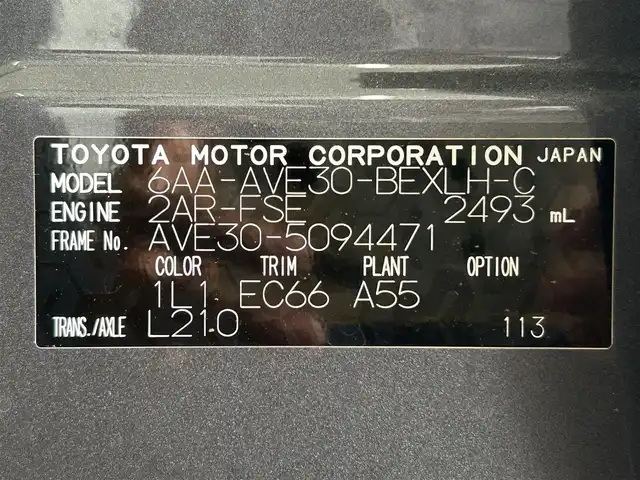 TOYOTA MOTOR CORPORATION JAPAN
MODEL 6AA-AVE30-BEXLH-C
ENGINE 2AR-FSE 2493 mL
FRAME No. AVE30-5094471
COLOR TRIM PLANT OPTION
1L1 EC66 A55
TRANS./AXLE L210 113